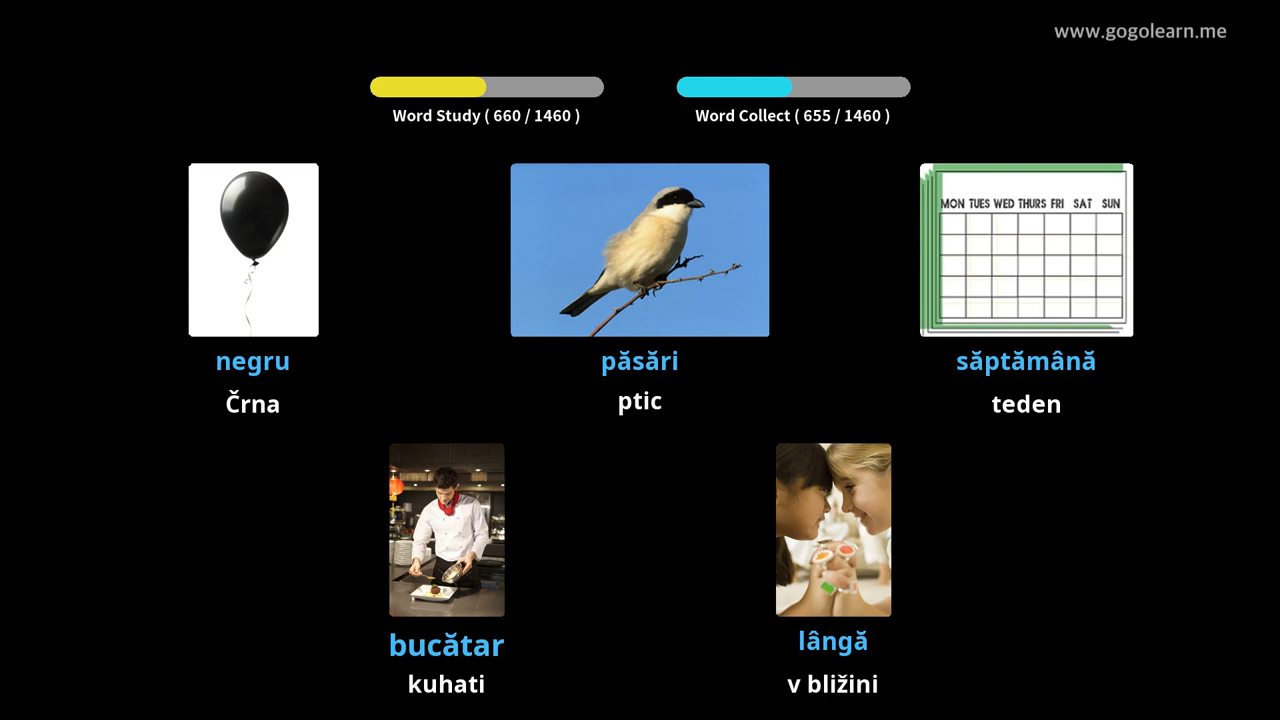 www.gogolearn.me
Word Study ( 660 / 1460 )
Word Collect ( 655 / 1460 )
MON TUES WED THURS FRI SAT SUN
negru
păsări
săptămână
Črna
ptic
teden
bucătar
lângă
kuhati
v bližini